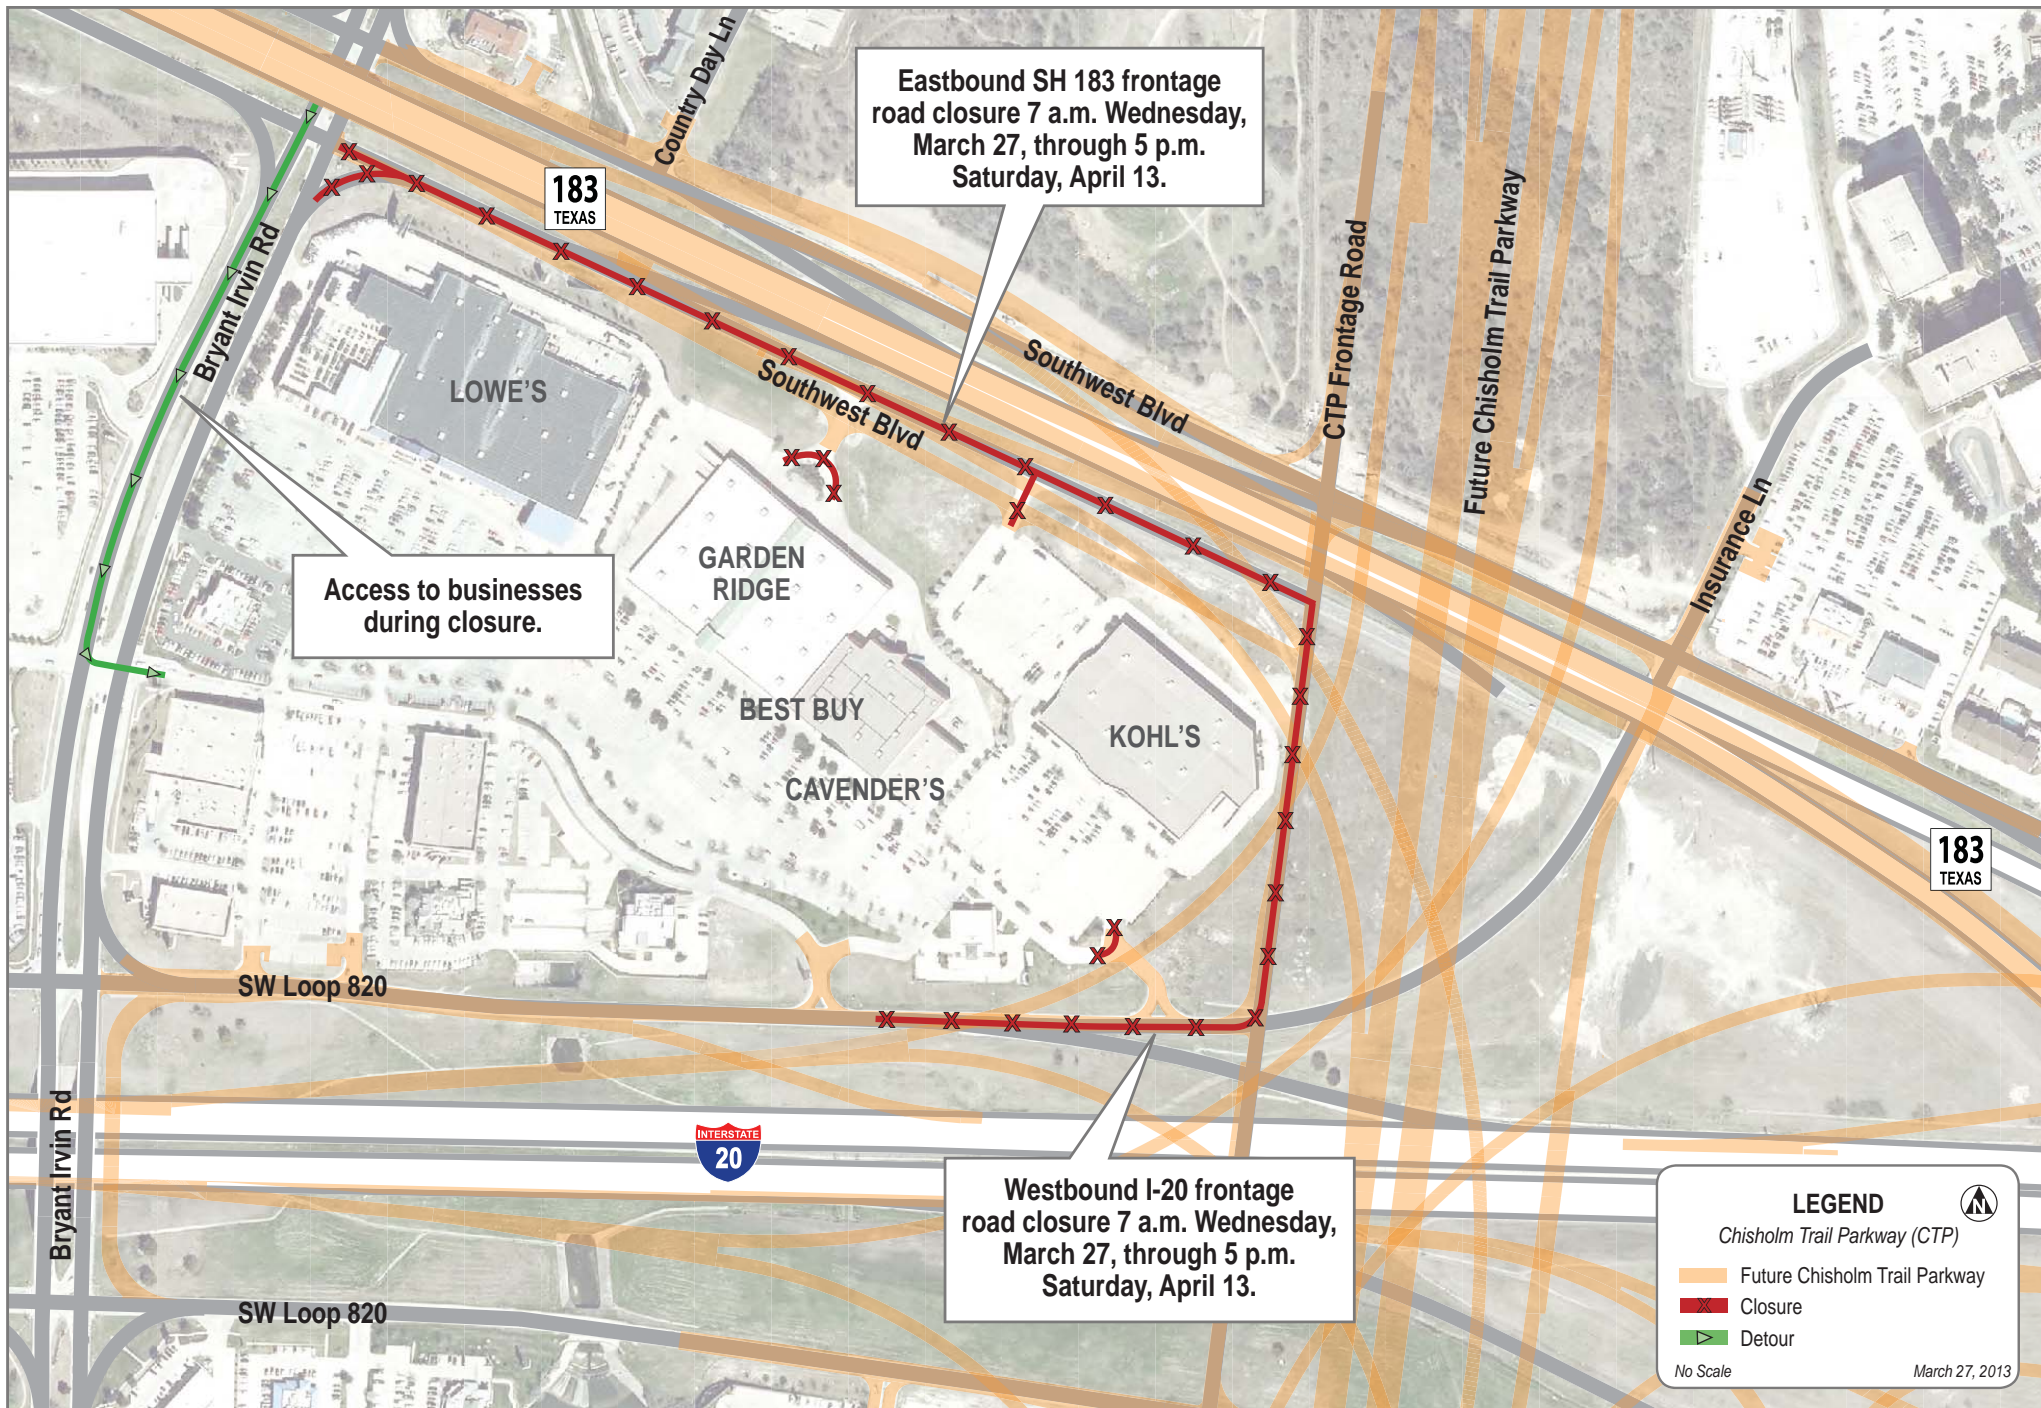 Country Day Ln
Eastbound SH 183 frontage
road closure 7 a.m. Wednesday,
March 27, through 5 p.m.
Saturday, April 13.
183
TEXAS
Bryant Irvin Rd
CTP Frontage Road
Future Chisholm Trail Parkway
Southwest Blvd
Southwest Blvd
LOWE'S
Insurance Ln
GARDEN
RIDGE
Access to businesses
during closure.
BEST BUY
KOHL'S
CAVENDER'S
183
TEXAS
SW Loop 820
Bryant Irvin Rd
INTERSTATE
20
Westbound I-20 frontage
road closure 7 a.m. Wednesday,
March 27, through 5 p.m.
Saturday, April 13.
SW Loop 820
LEGEND
N
Chisholm Trail Parkway (CTP)
Future Chisholm Trail Parkway
X Closure
Detour
No Scale
March 27, 2013